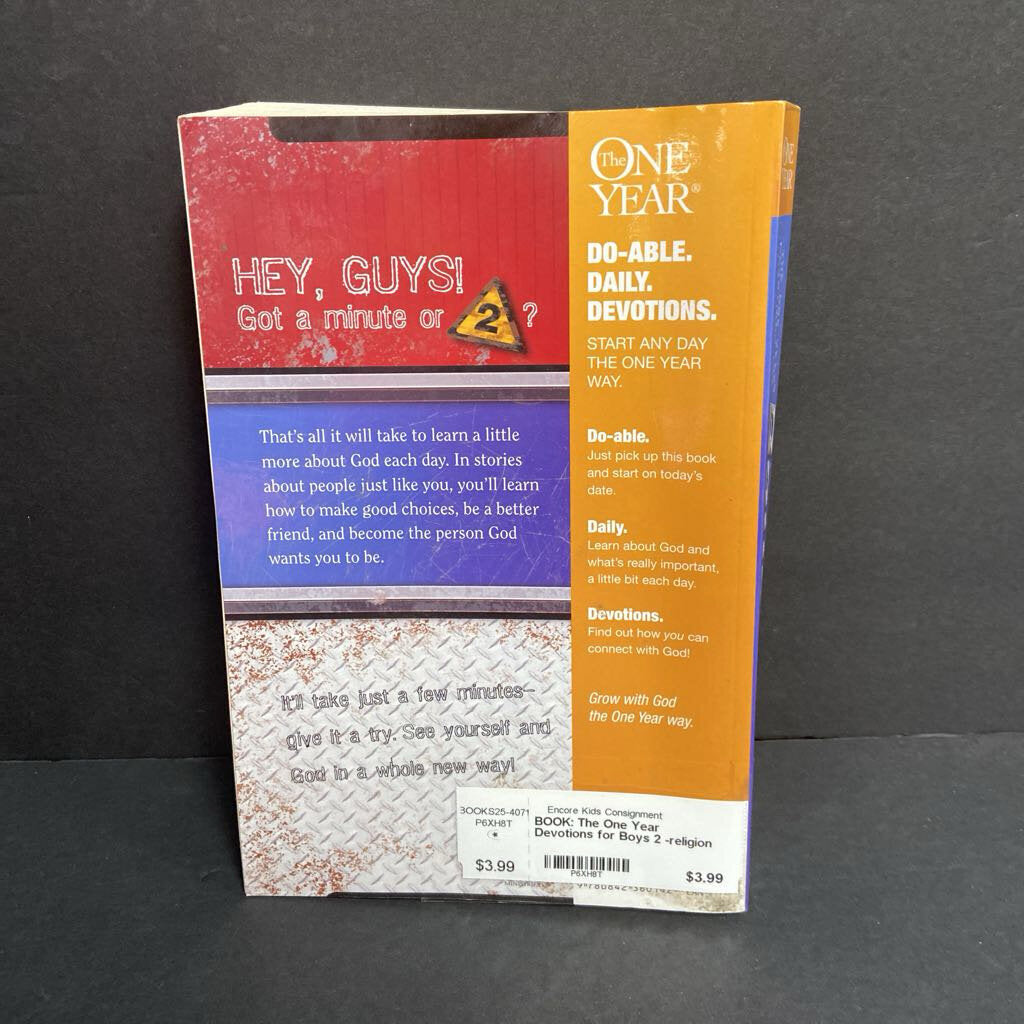 HEY, GUYS!
Got a minute or 2 ?
That's all it will take to learn a little
more about God each day. In stories
about people just like you, you'll learn
how to make good choices, be a better
friend, and become the person God
wants you to be.
It'll take just a few minutes—
give it a try. See yourself and
God in a whole new way!
The ONE
YEAR®
DO-ABLE.
DAILY.
DEVOTIONS.
START ANY DAY
THE ONE YEAR
WAY.
Do-able.
Just pick up this book
and start on today's
date.
Daily.
Learn about God and
what's really important,
a little bit each day.
Devotions.
Find out how you can
connect with God!
Grow with God
the One Year way.
BOOKS25-4071
P6XH8T
$3.99
Encore Kids Consignment
BOOK: The One Year
Devotions for Boys 2 -religion
P6XH8T
$3.99